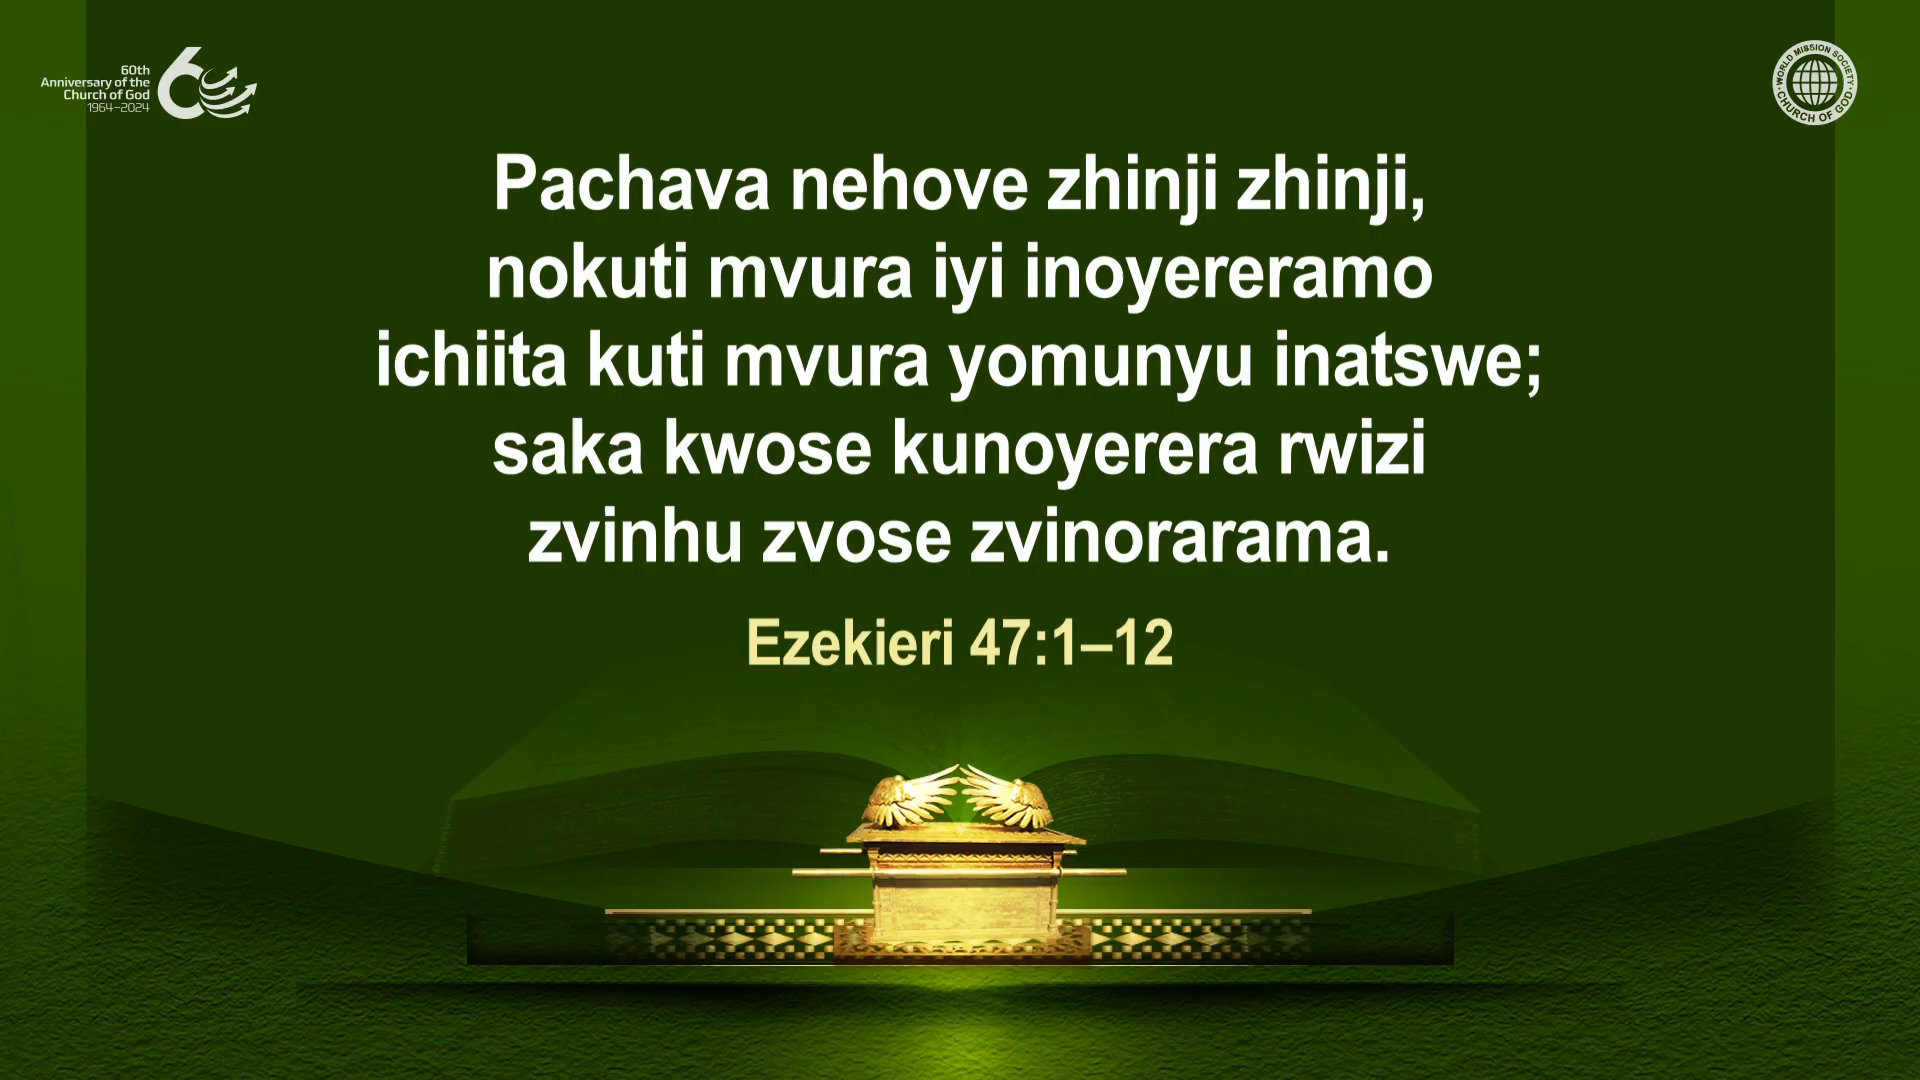 60th
Anniversary of the
Church of God
1964–2024
60
WORLD MISSION SOCIETY
CHURCH OF GOD
Pachava nehove zhinji zhinji,
nokuti mvura iyi inoyereramo
ichiita kuti mvura yomunyu inatswe;
saka kwose kunoyerera rwizi
zvinhu zvose zvinorarama.
Ezekieri 47:1–12